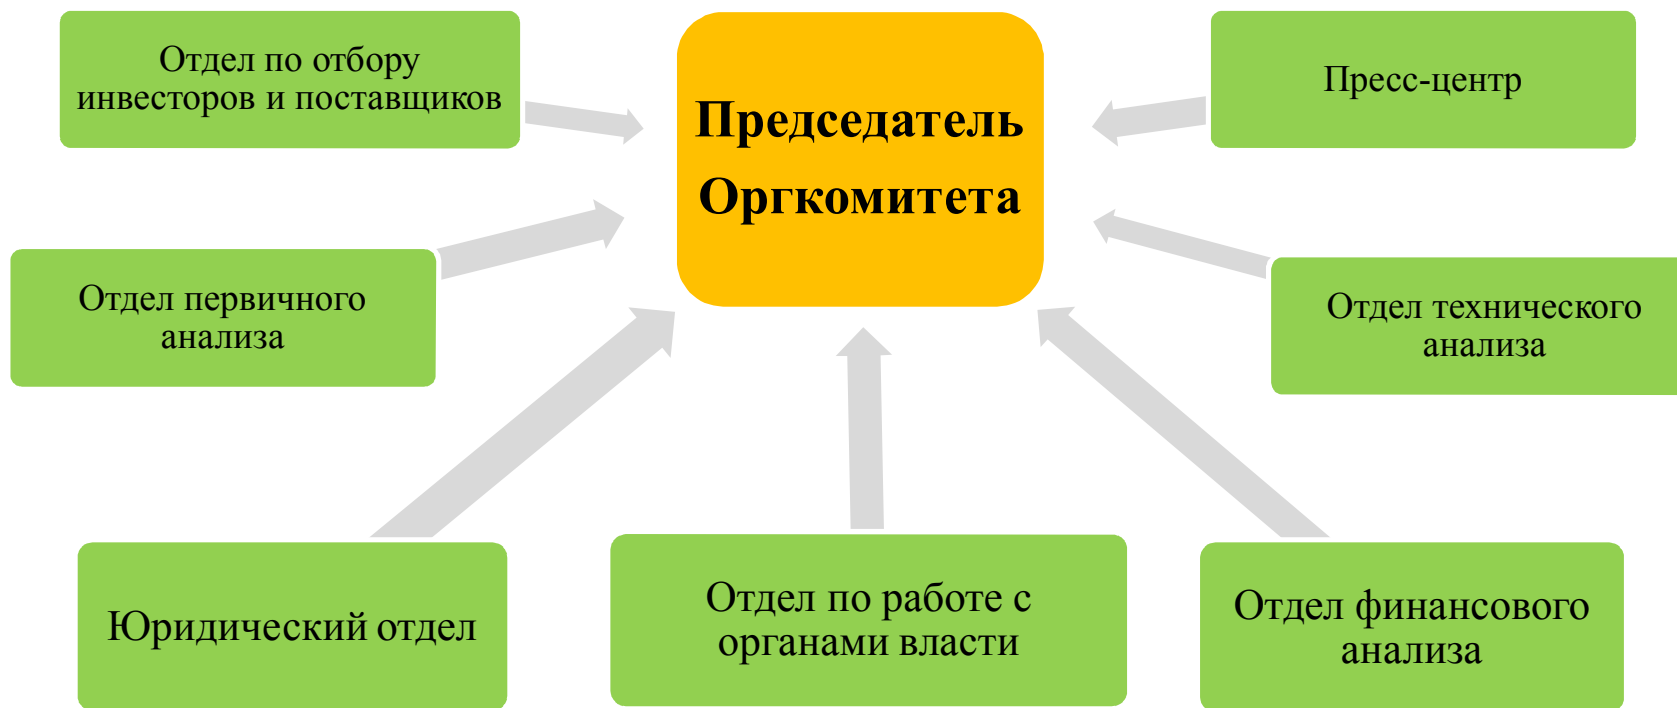 Отдел по отбору
инвесторов и поставщиков
Председатель
Оргкомитета
Пресс-центр
Отдел первичного
анализа
Отдел технического
анализа
Юридический отдел
Отдел по работе с
органами власти
Отдел финансового
анализа